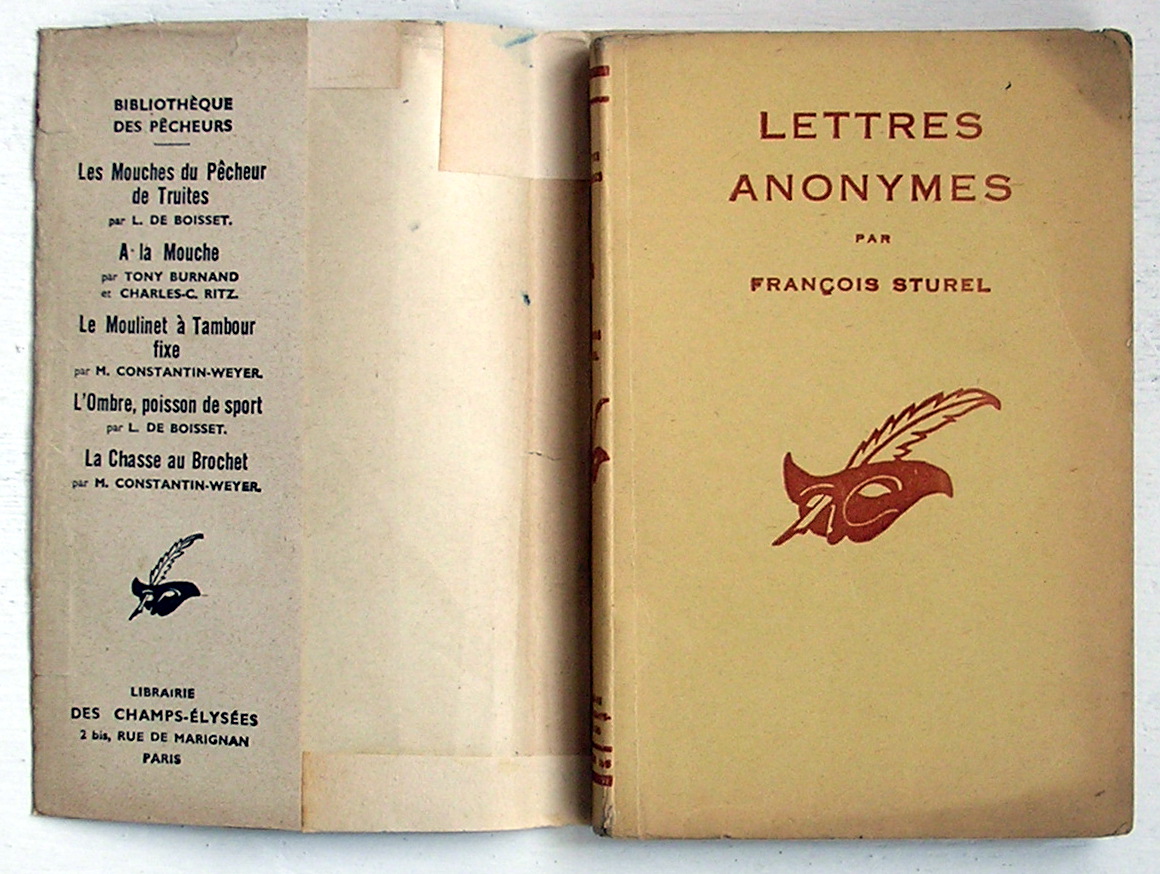 BIBLIOTHÈQUE
DES PÊCHEURS
Les Mouches du Pêcheur
de Truites
par L. DE BOISSET.
A la Mouche
par TONY BURNAND
et CHARLES-C. RITZ.
Le Moulinet à Tambour
fixe
par M. CONSTANTIN-WEYER.
L'Ombre, poisson de sport
par L. DE BOISSET.
La Chasse au Brochet
par M. CONSTANTIN-WEYER.
LIBRAIRIE
DES CHAMPS-ÉLYSÉES
2 bis, RUE DE MARIGNAN
PARIS
LETTRES
ANONYMES
PAR
FRANÇOIS STUREL